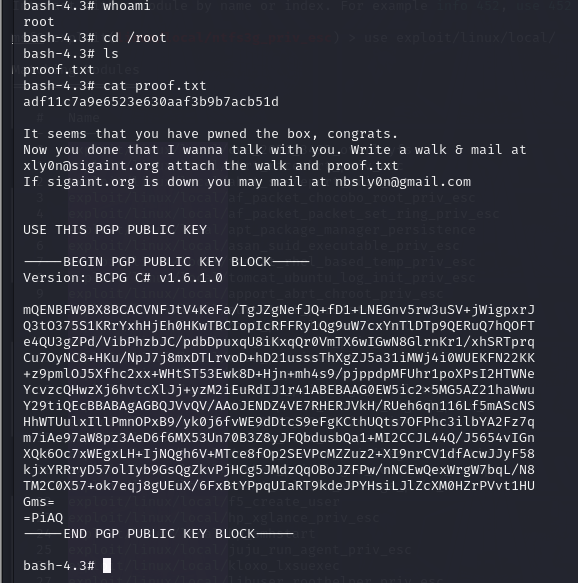 bash-4.3# whoami
root
bash-4.3# cd /root
bash-4.3# ls
proof.txt
bash-4.3# cat proof.txt
adf11c7a9e6523e630aaf3b9b7acb51d
It seems that you have pwned the box, congrats.
Now you done that I wanna talk with you. Write a walk & mail at
xly0n@sigaint.org attach the walk and proof.txt
If sigaint.org is down you may mail at nbsly0n@gmail.com
USE THIS PGP PUBLIC KEY
-----BEGIN PGP PUBLIC KEY BLOCK-----
Version: BCPG C# v1.6.1.0
mQENBFW9BX8BCACVNFJtV4KeFa/TgJZgNefJQ+fD1+LNEGnv5rw3uSV+jWigpxrJ
Q3tO375S1KRrYxhHjEh0HKwTBCIopIcRFFRy1Qg9uW7cxYnTlDTp9QERuQ7hQOFT
e4QU3gZPd/VibPhzbJC/pdbDpuxqU8iKxqQr0VmTX6wIGwN8GlrnKr1/xhSRTprq
Cu7OyNC8+HKu/NpJ7j8mxDTLrvoD+hD21usssThXgZJ5a31iMWj4i0WUEKFN22KK
+z9pmlOJ5Xfhc2xx+WHtST53Ewk8D+Hjn+mh4s9/pjppdpMFUhr1poXPsI2HTWNe
YcvzcQHwzXj6hvtcXlJj+yzM2iEuRdIJ1r41ABEBAAG0EW5ic2x5MG5AZ21haWwu
Y29tiQEcBBABAgAGBQJVvQV/AAoJENDZ4VE7RHERJVkH/RUeh6qn116Lf5mAScNS
HhWTUulxIllPmnOPxB9/yk0j6fvWE9dDtcS9eFgKCthUQts7OFPhc3ilbYA2Fz7q
m7iAe97aW8pz3AeD6f6MX53Un70B3Z8yJFQbdusbQa1+MI2CCJL44Q/J5654vIGn
XQk6Oc7xWEgxLH+IjNQgh6V+MTce8fOp2SEVPcMZZuz2+XI9nrCV1dfAcwJJyF58
kjxYRRryD57olIyb9GsQgZkvPjHCg5JMdzQqOBoJZFPw/nNCEwQexWrgW7bqL/N8
TM2C0X57+ok7eqj8gUEuX/6FxBtYPpqUIaRT9kdeJPYHsiLJlZcXM0HZrPVvt1HU
Gms=
=PiAQ
-----END PGP PUBLIC KEY BLOCK-----
bash-4.3#